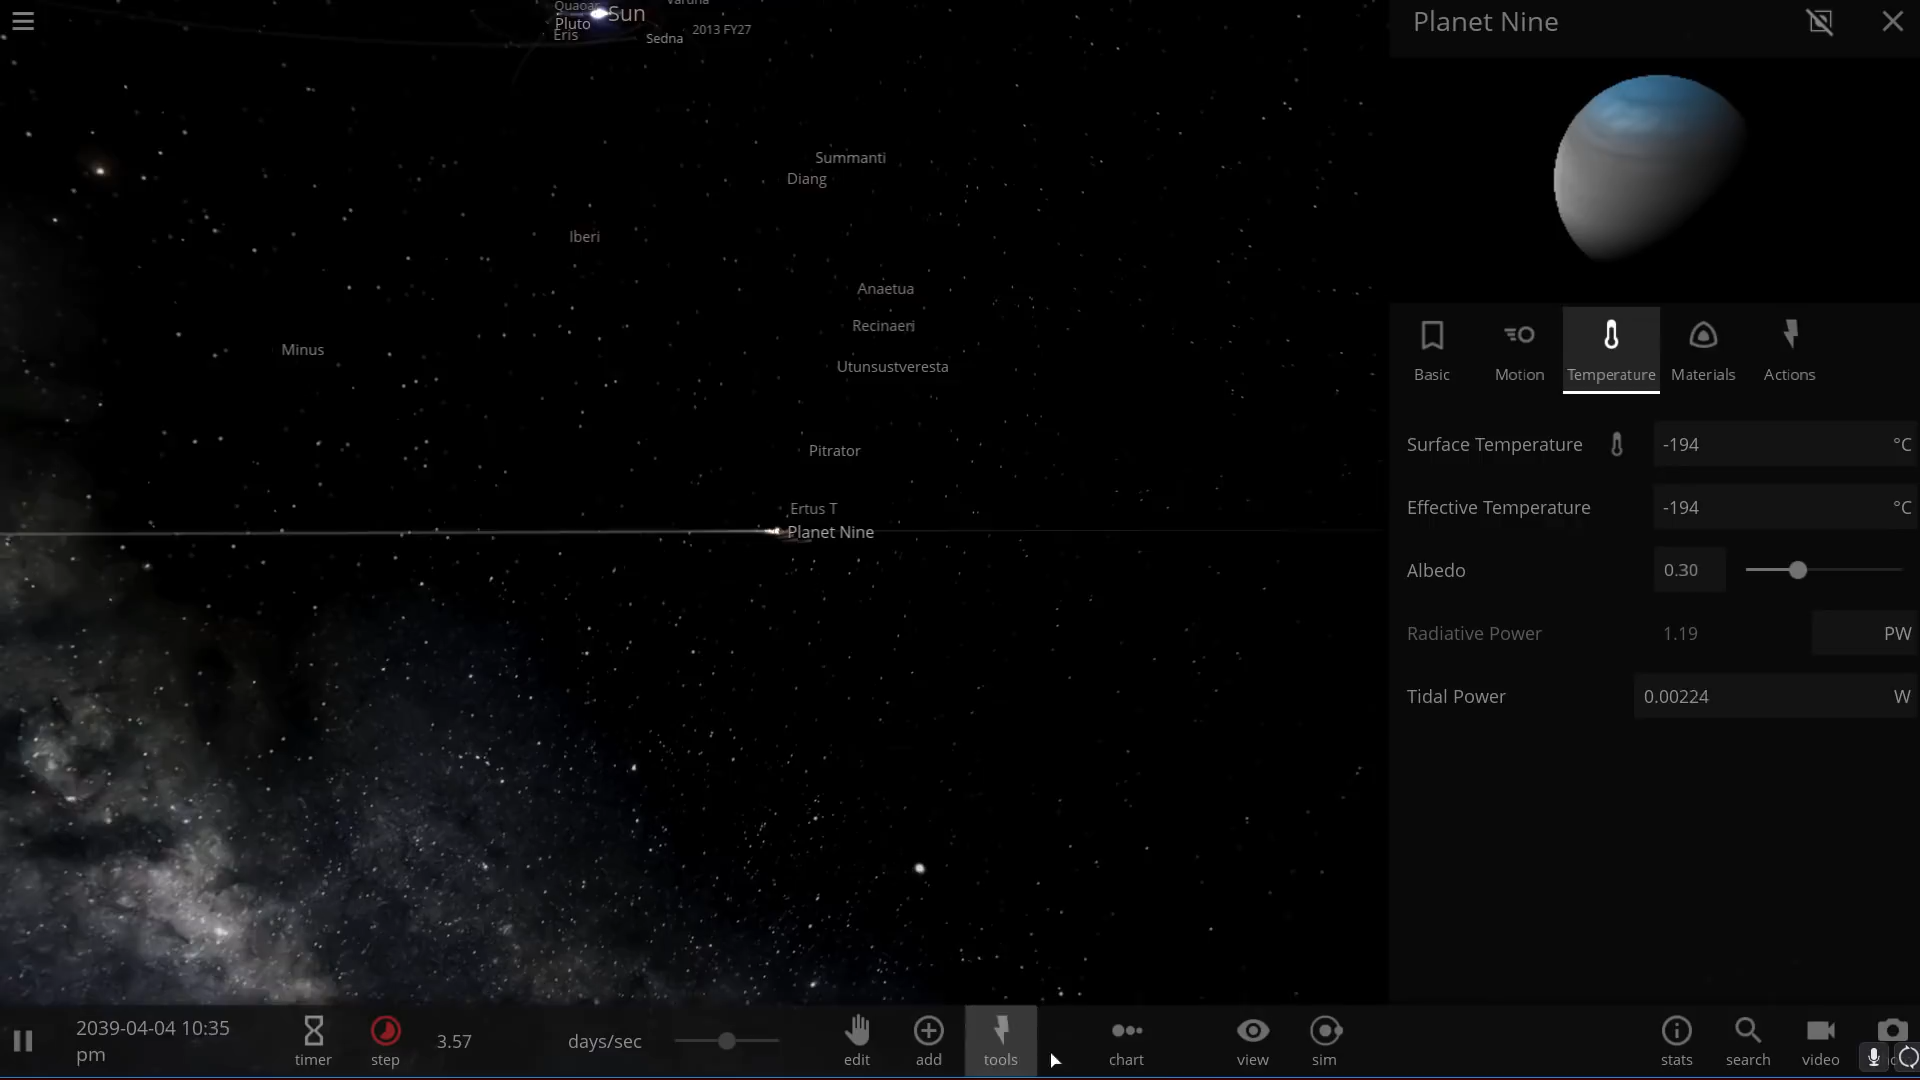 Quaoar
Varuna
Sun
Pluto
Eris
Sedna
2013 FY27
Planet Nine
Summanti
Diang
Iberi
Anaetua
Recinaeri
Minus
Utunsustveresta
Pitrator
Ertus T
Planet Nine
Basic
Motion
Temperature
Materials
Actions
Surface Temperature -194 °C
Effective Temperature -194 °C
Albedo 0.30
Radiative Power 1.19 PW
Tidal Power 0.00224 W
2039-04-04 10:35
pm
timer
step
3.57 days/sec
edit
add
tools
chart
view
sim
stats
search
video